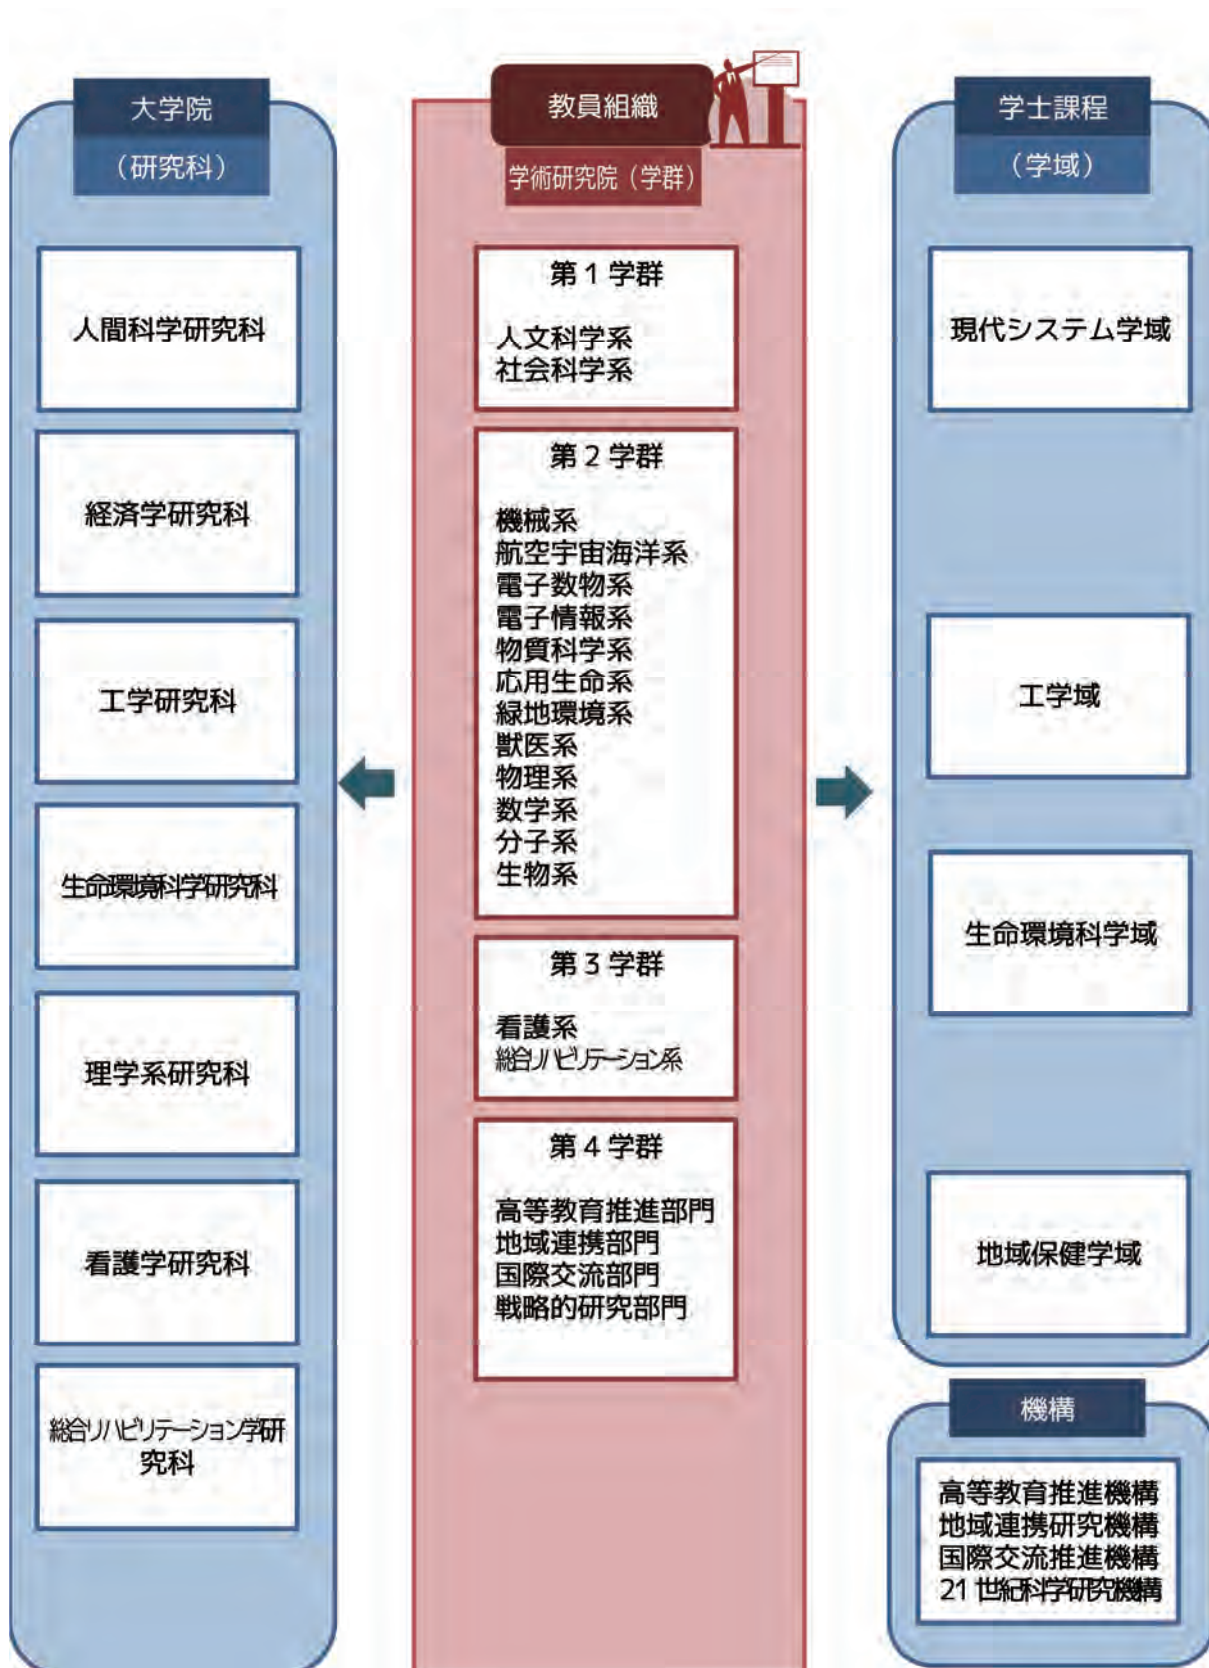 大学院
（研究科）
人間科学研究科
経済学研究科
工学研究科
生命環境科学研究科
理学系研究科
看護学研究科
総合リハビリテーション学研
究科
教員組織
学術研究院（学群）
第1学群
人文科学系
社会科学系
第2学群
機械系
航空宇宙海洋系
電子数物系
電子情報系
物質科学系
応用生命系
緑地環境系
獣医系
物理系
数学系
分子系
生物系
第3学群
看護系
総合リハビリテーション系
第4学群
高等教育推進部門
地域連携部門
国際交流部門
戦略的研究部門
学士課程
（学域）
現代システム学域
工学域
生命環境科学域
地域保健学域
機構
高等教育推進機構
地域連携研究機構
国際交流推進機構
21世紀科学研究機構